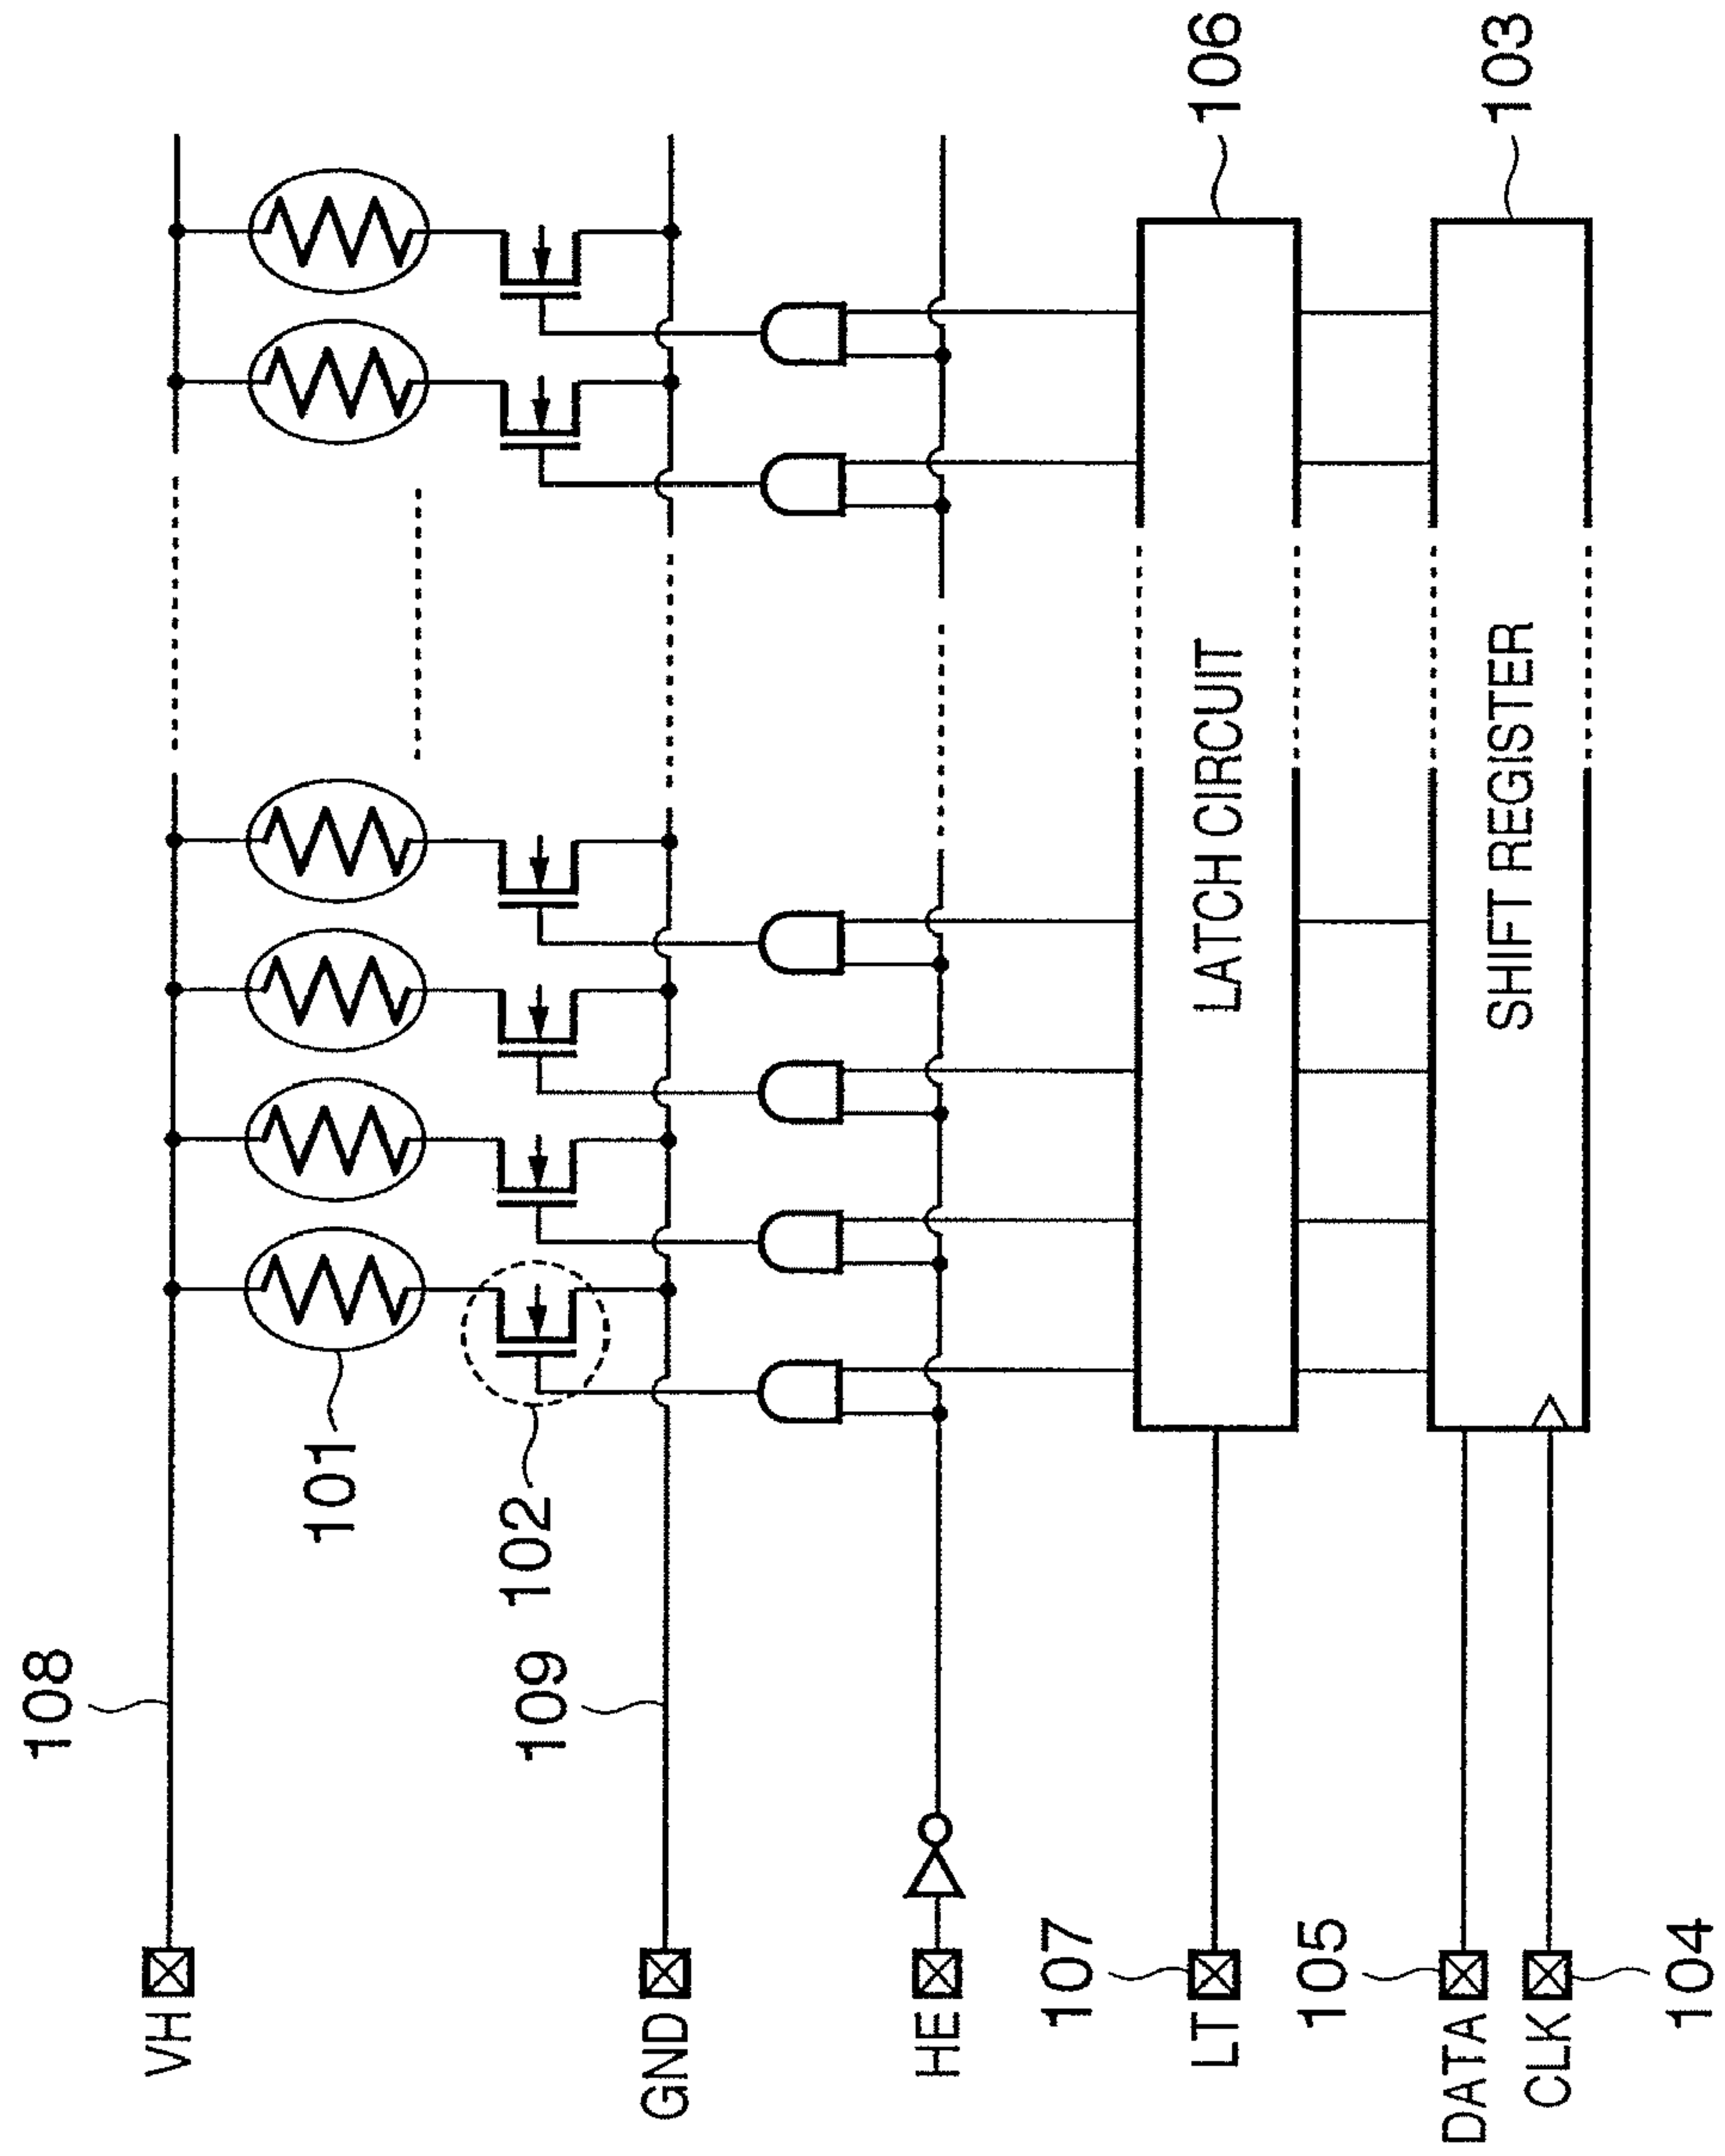 108
VH
101
102
109
GND
HE
106
LATCH CIRCUIT
107
LT
103
SHIFT REGISTER
105
DATA
CLK
104